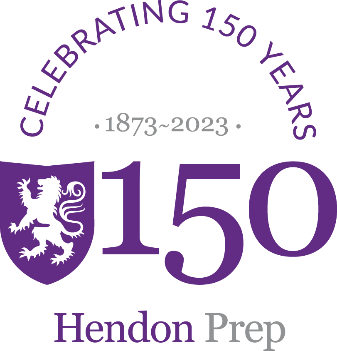 CELEBRATING 150 YEARS
· 1873~2023 ·
150
Hendon Prep